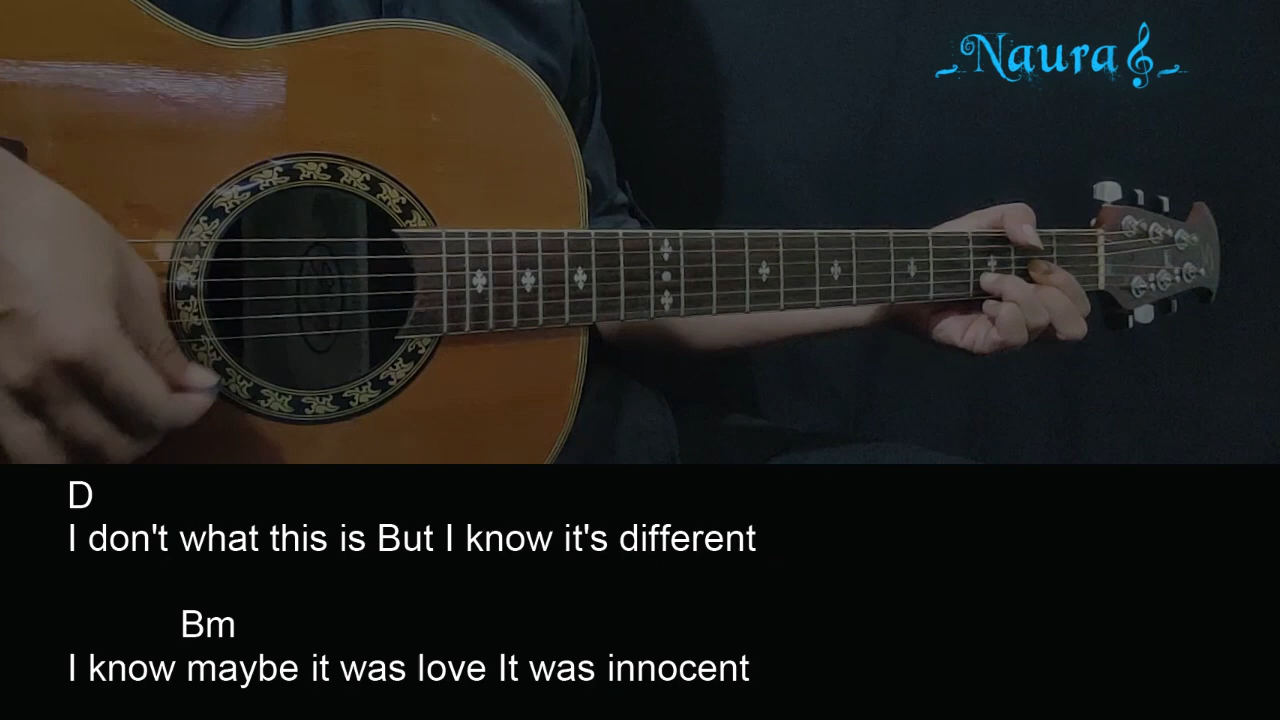 Naura
D
I don't what this is But I know it's different
Bm
I know maybe it was love It was innocent